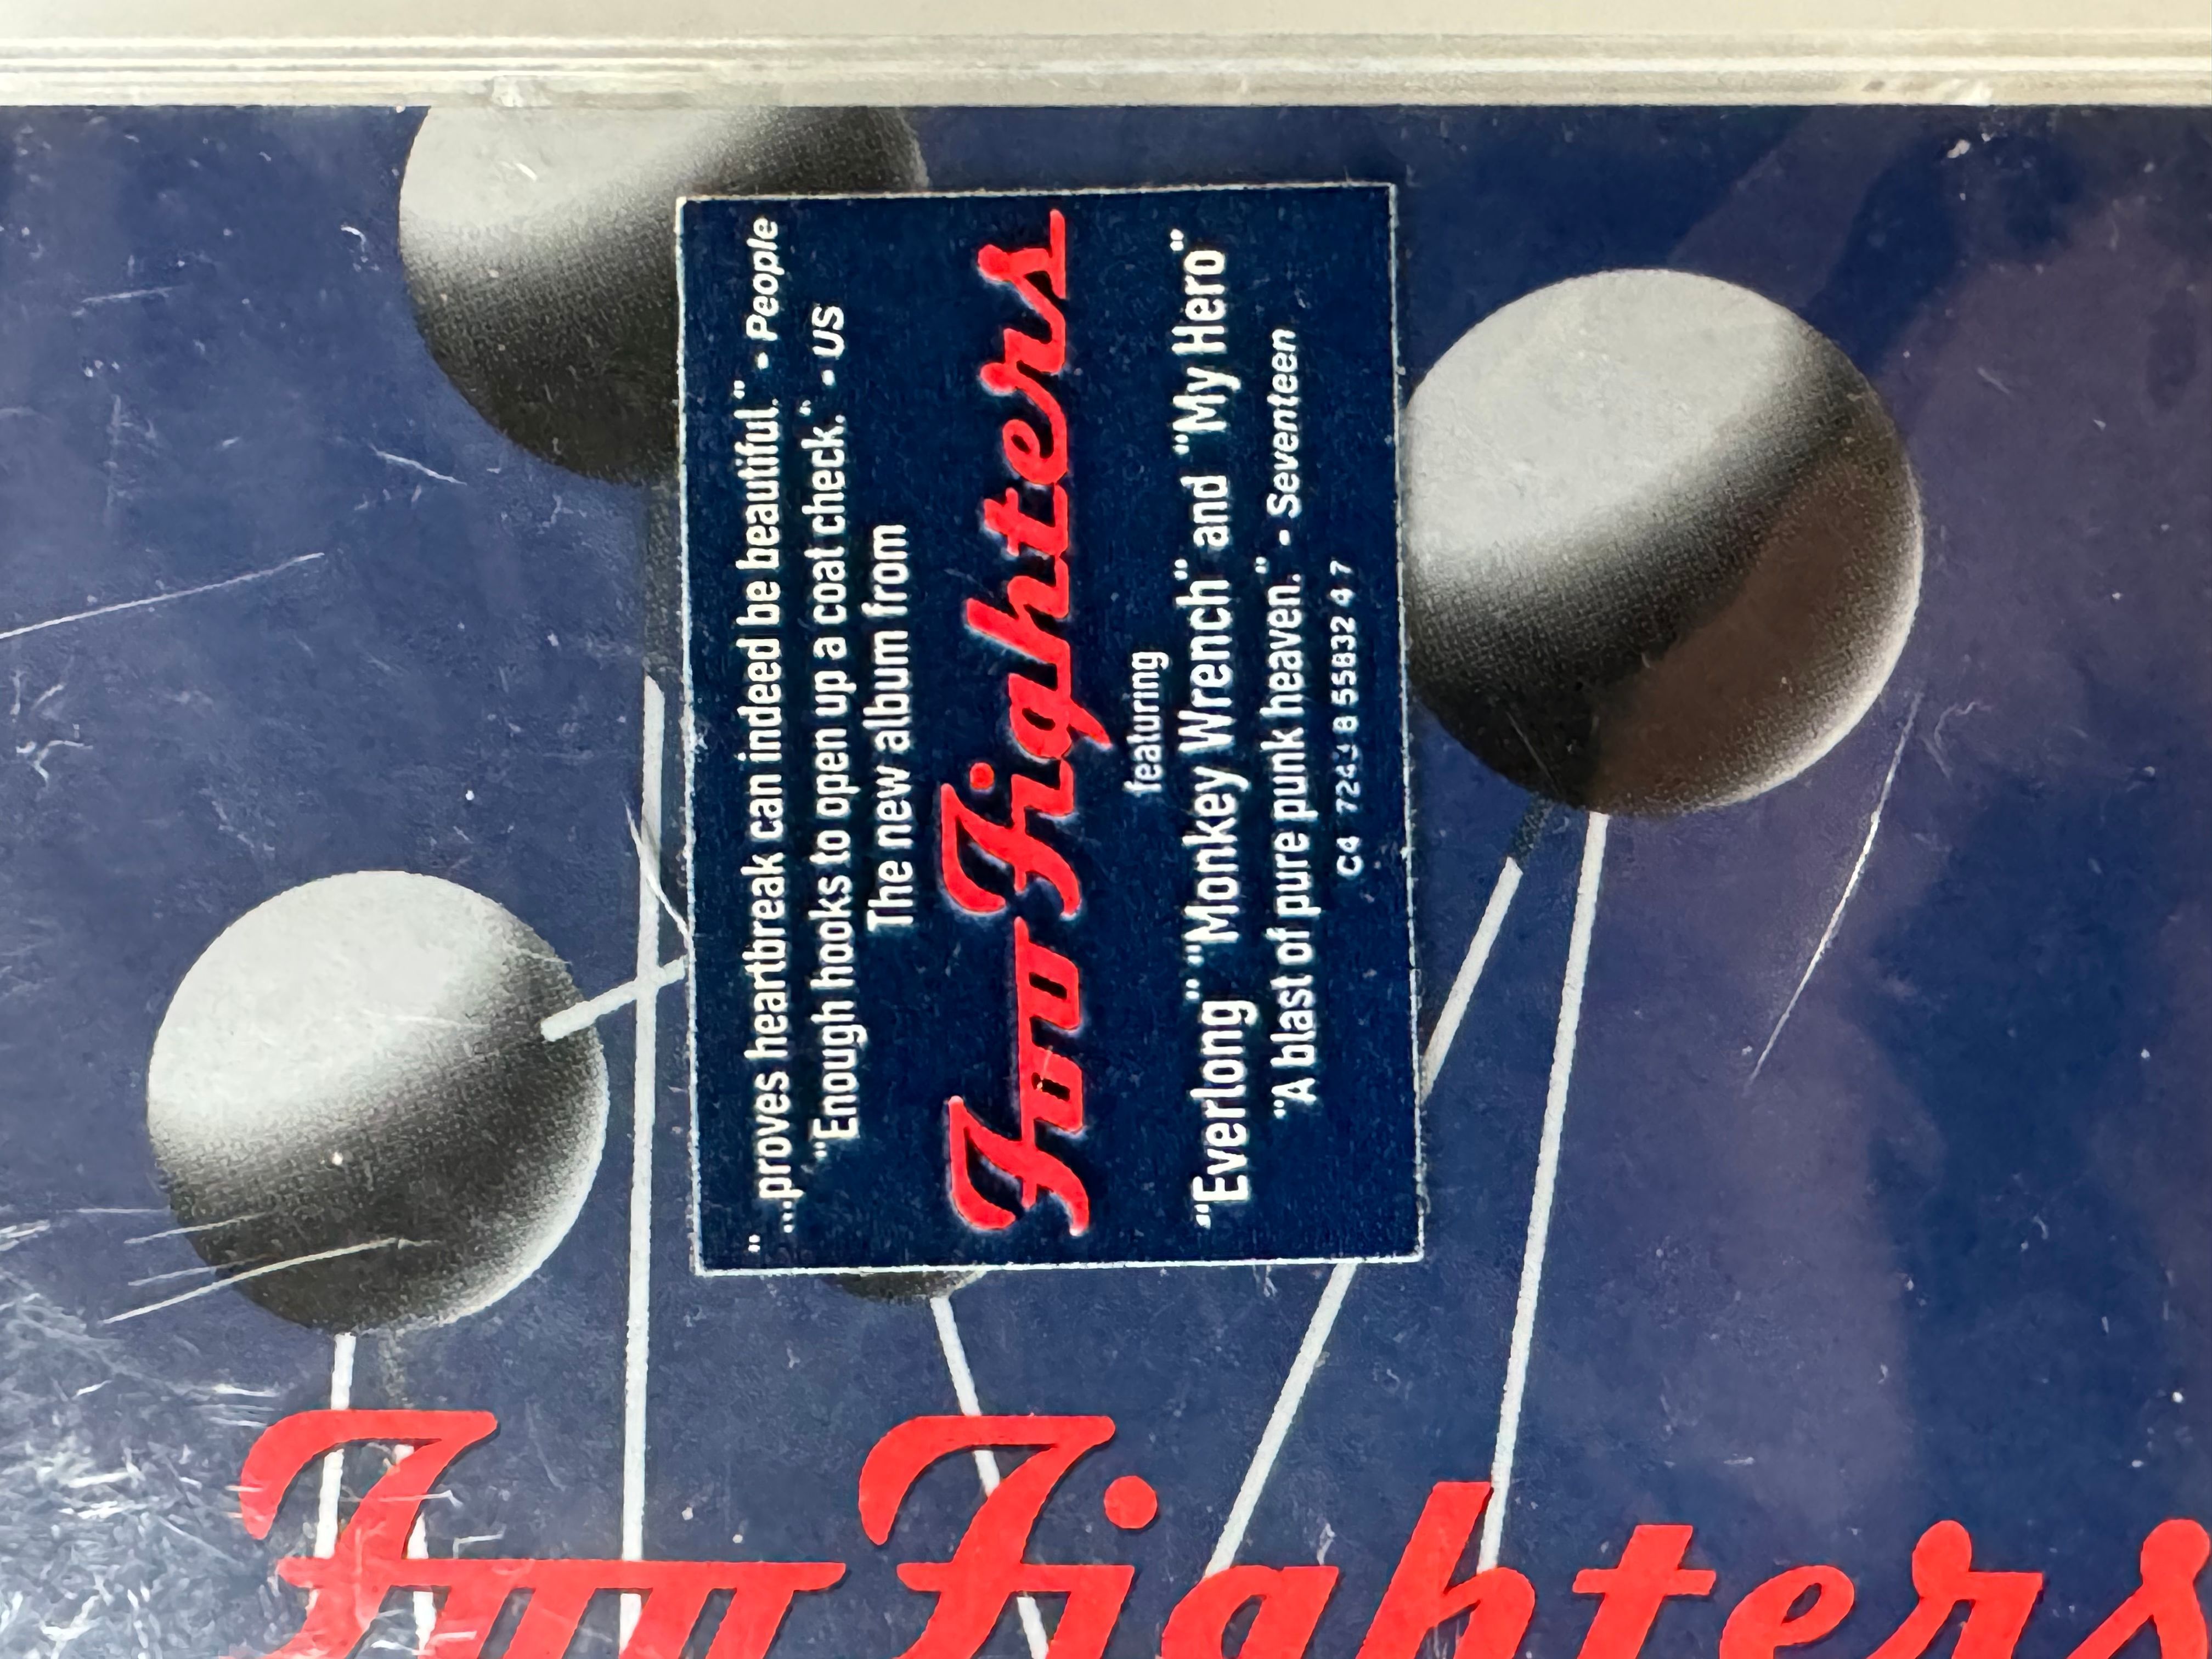 "...proves heartbreak can indeed be beautiful." - People
"Enough hooks to open up a coat check." - US
The new album from
Foo Fighters
featuring
"Everlong" "Monkey Wrench" and "My Hero"
"A blast of pure punk heaven." - Seventeen
C4 55832 4 7
Foo Fighters